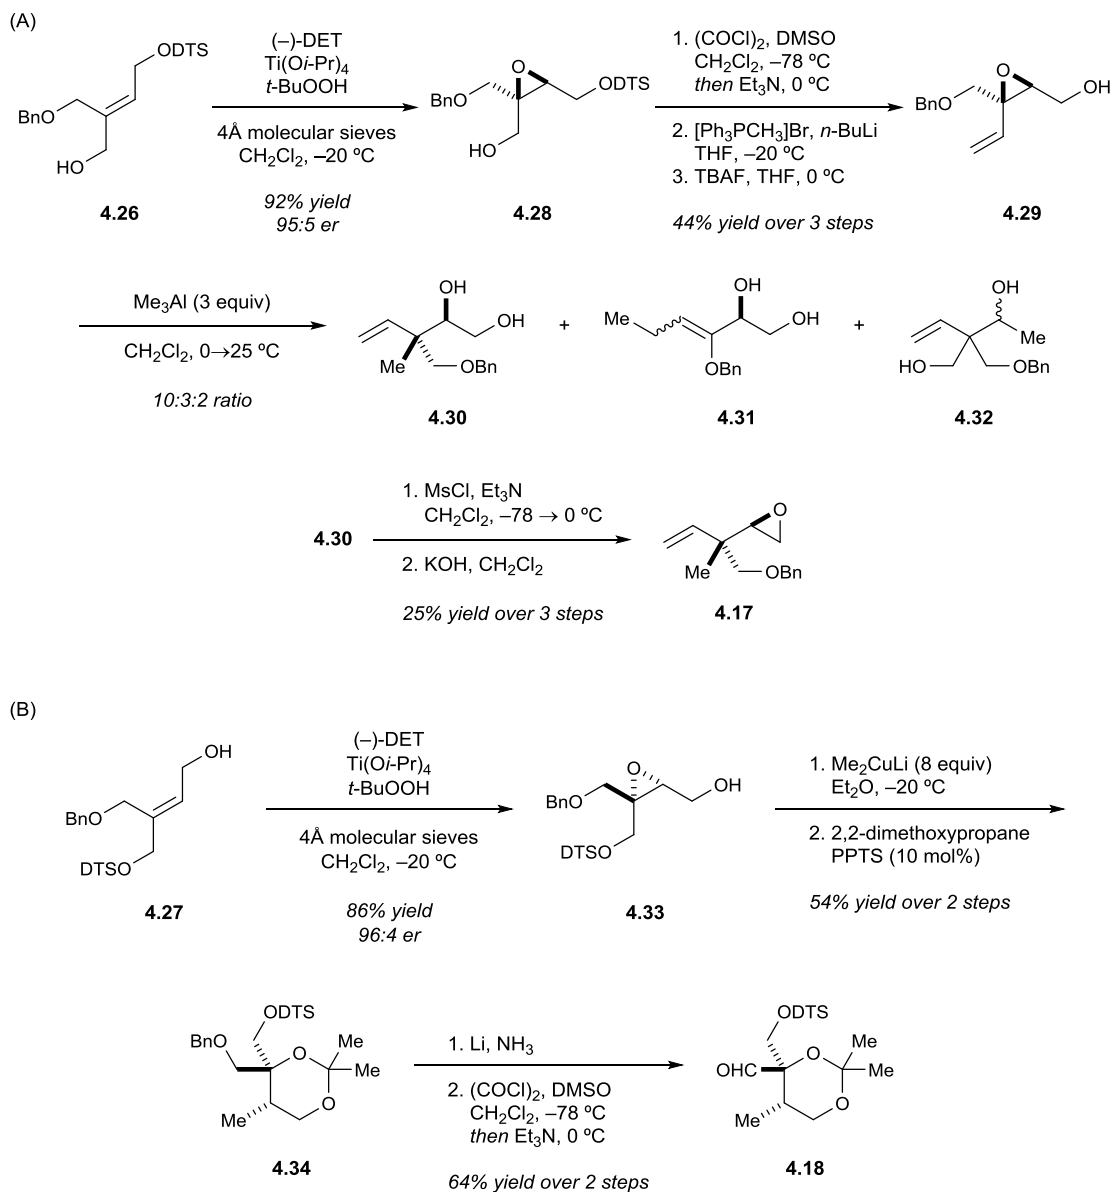 (A)
ODTS
BnO
HO
4.26
(–)-DET
Ti(Oi-Pr)4
t-BuOOH
4Å molecular sieves
CH2Cl2, –20 ºC
92% yield
95:5 er
O
ODTS
BnO
HO
4.28
1. (COCl)2, DMSO
CH2Cl2, –78 ºC
then Et3N, 0 ºC
2. [Ph3PCH3]Br, n-BuLi
THF, –20 ºC
3. TBAF, THF, 0 ºC
44% yield over 3 steps
O
OH
BnO
4.29
Me3Al (3 equiv)
CH2Cl2, 0→25 ºC
10:3:2 ratio
OH
OH
Me
OBn
4.30
+
OH
Me
OH
OBn
4.31
+
OH
Me
HO
OBn
4.32
4.30
1. MsCl, Et3N
CH2Cl2, –78 → 0 ºC
2. KOH, CH2Cl2
25% yield over 3 steps
O
Me
OBn
4.17
(B)
OH
BnO
DTSO
4.27
(–)-DET
Ti(Oi-Pr)4
t-BuOOH
4Å molecular sieves
CH2Cl2, –20 ºC
86% yield
96:4 er
O
OH
BnO
DTSO
4.33
1. Me2CuLi (8 equiv)
Et2O, –20 ºC
2. 2,2-dimethoxypropane
PPTS (10 mol%)
54% yield over 2 steps
ODTS
BnO
O
Me
Me
O
Me
4.34
1. Li, NH3
2. (COCl)2, DMSO
CH2Cl2, –78 ºC
then Et3N, 0 ºC
64% yield over 2 steps
ODTS
OHC
O
Me
Me
O
Me
4.18